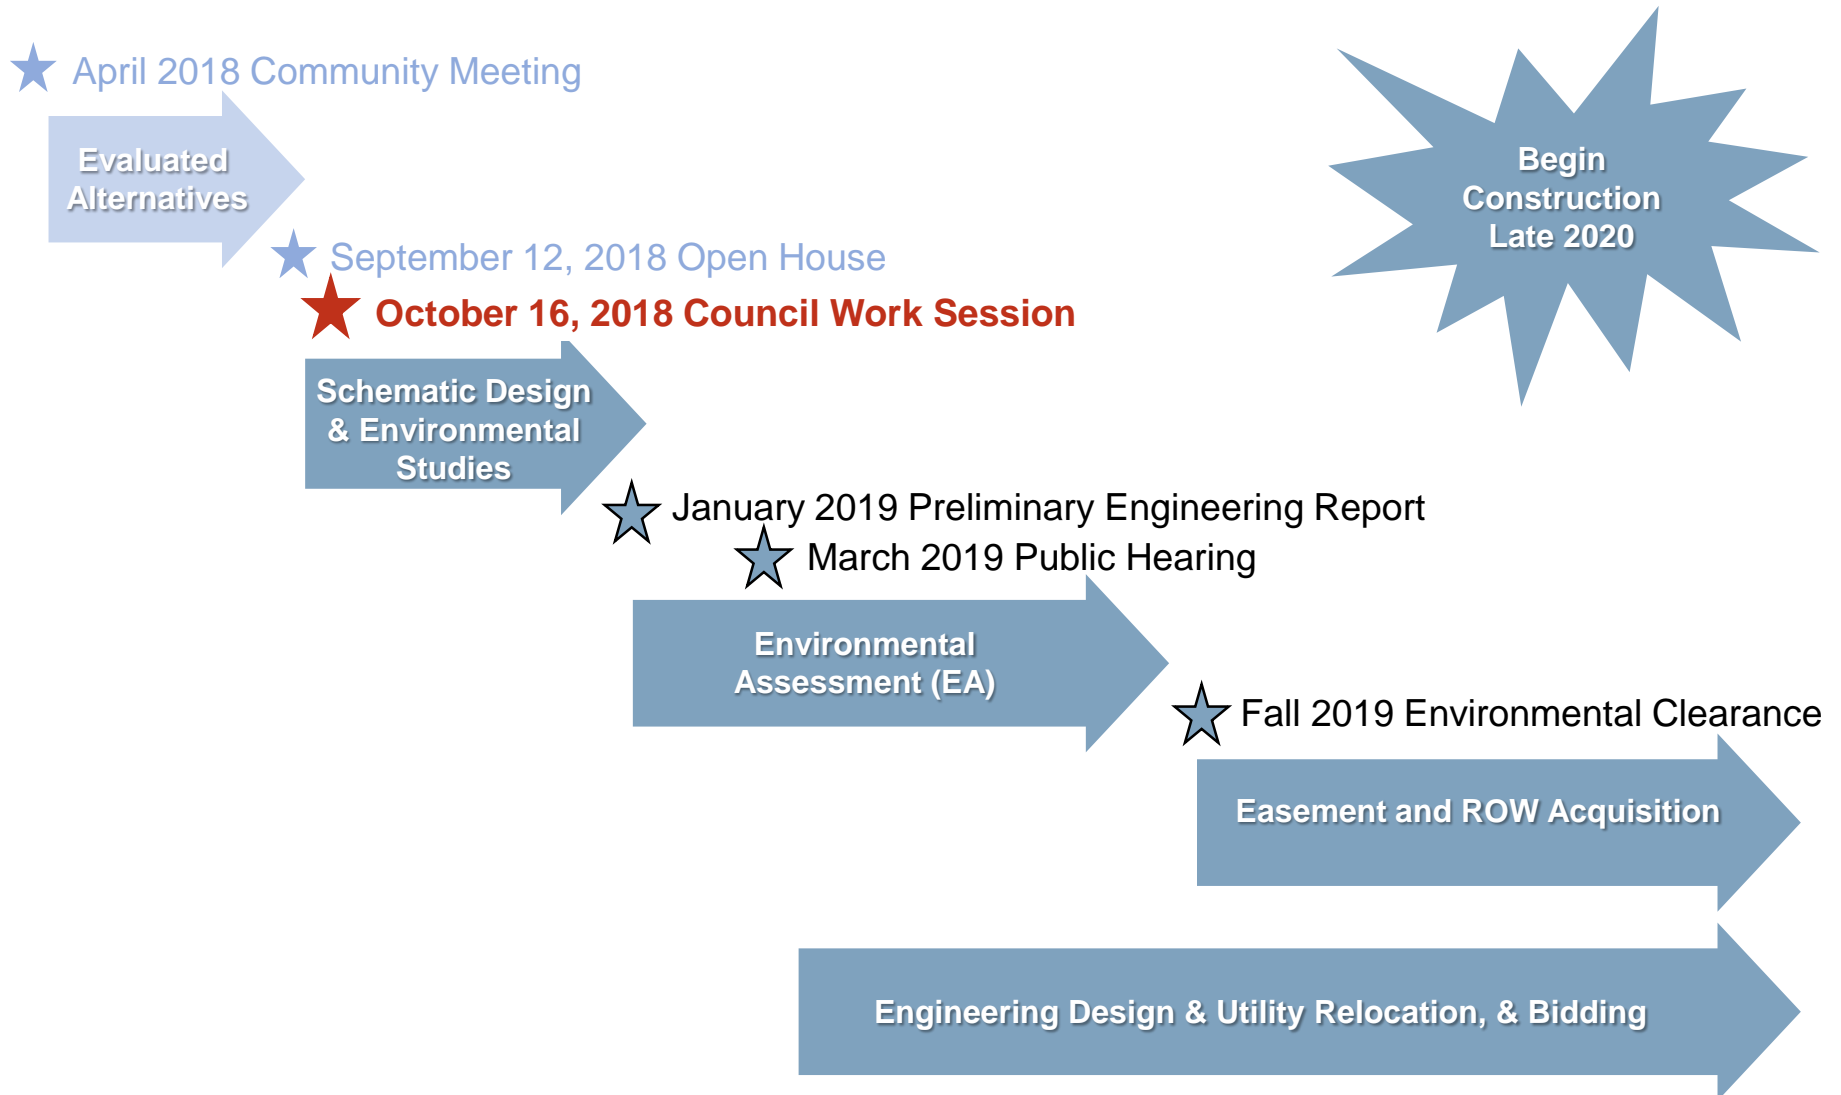 April 2018 Community Meeting
Evaluated
Alternatives
September 12, 2018 Open House
October 16, 2018 Council Work Session
Begin
Construction
Late 2020
Schematic Design
& Environmental
Studies
January 2019 Preliminary Engineering Report
March 2019 Public Hearing
Environmental
Assessment (EA)
Fall 2019 Environmental Clearance
Easement and ROW Acquisition
Engineering Design & Utility Relocation, & Bidding